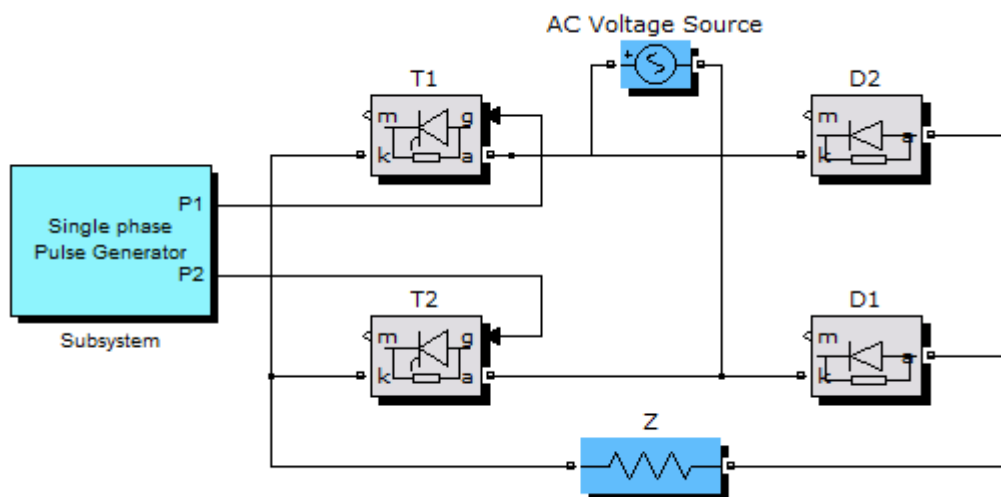 AC Voltage Source
+
T1
D2
m
g
k
a
m
k
a
P1
Single phase
Pulse Generator
P2
Subsystem
T2
D1
m
g
k
a
m
k
a
Z